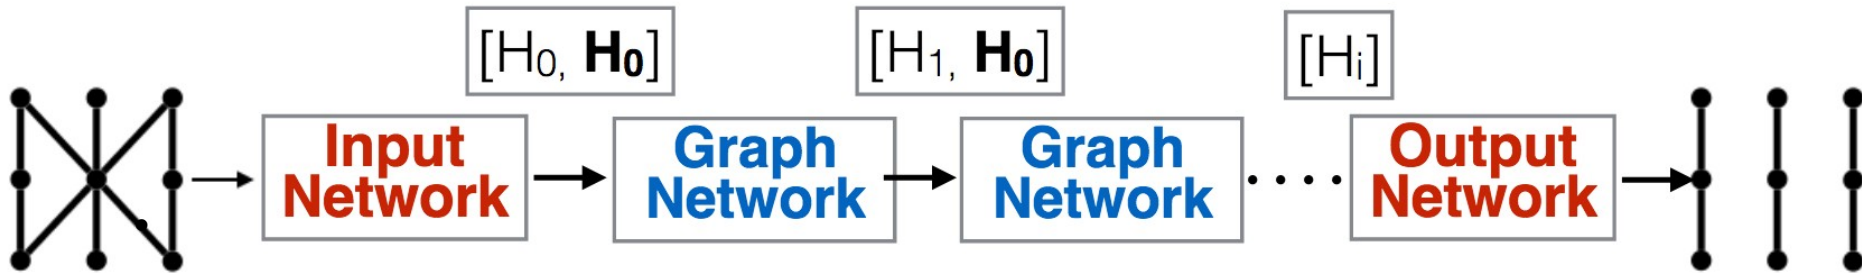 [H₀, H₀]
[H₁, H₀]
[Hᵢ]
Input
Network
Graph
Network
Graph
Network
Output
Network